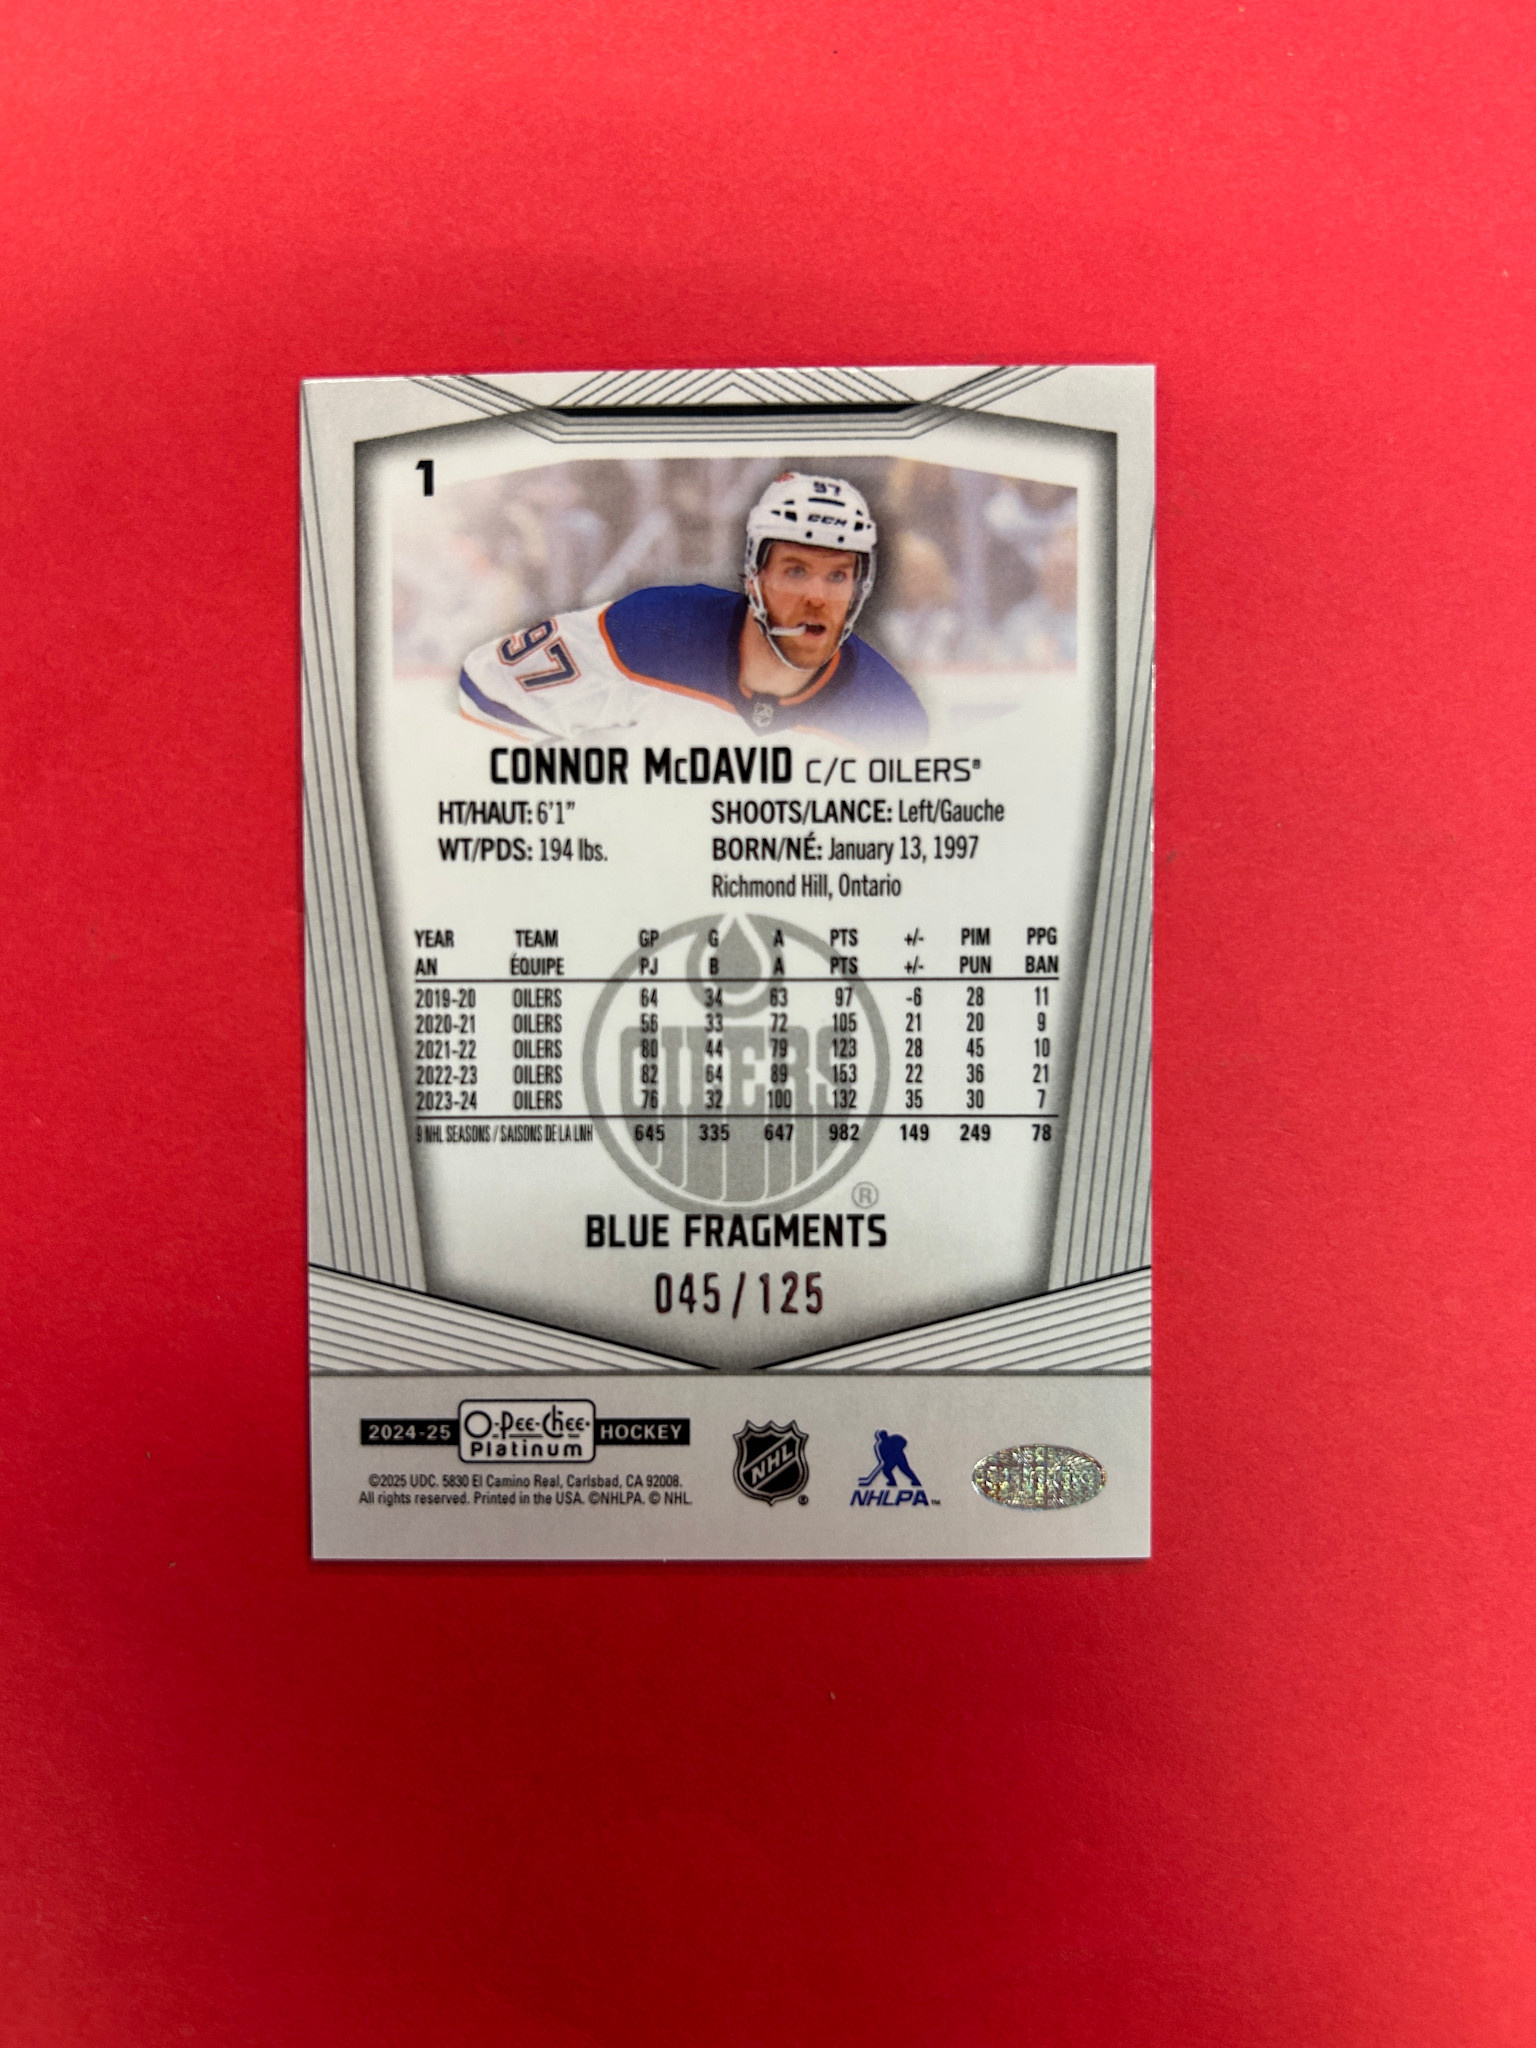 1
97
CCM
97
CONNOR McDAVID C/C OILERS®
HT/HAUT: 6'1" SHOOTS/LANCE: Left/Gauche
WT/PDS: 194 lbs. BORN/NÉ: January 13, 1997
Richmond Hill, Ontario
YEAR TEAM GP G A PTS +/- PIM PPG
AN ÉQUIPE PJ B A PTS +/- PUN BAN
2019-20 OILERS 64 34 63 97 -6 28 11
2020-21 OILERS 56 33 72 105 21 20 9
2021-22 OILERS 80 44 79 123 28 45 10
2022-23 OILERS 82 64 89 153 22 36 21
2023-24 OILERS 76 32 100 132 35 30 7
9 NHL SEASONS / SAISONS DE LA LNH 645 335 647 982 149 249 78
OILERS
®
BLUE FRAGMENTS
045/125
2024-25 O-Pee-Chee Platinum HOCKEY
©2025 UDC. 5830 El Camino Real, Carlsbad, CA 92008.
All rights reserved. Printed in the USA. ©NHLPA. © NHL.
NHL ®
NHLPA™